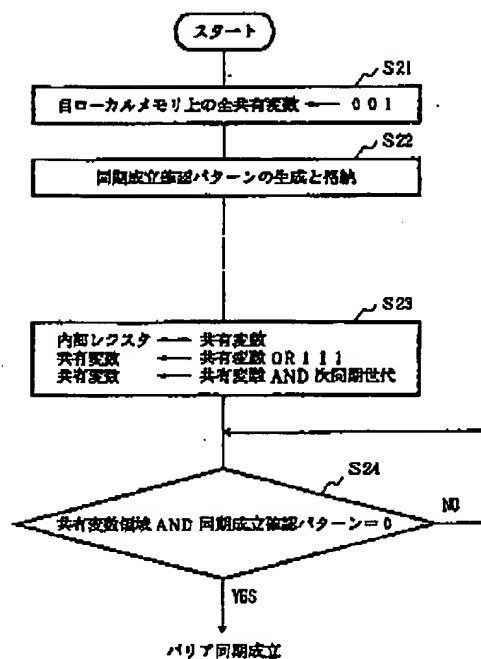 スタート
S21
自ローカルメモリ上の全共有変数 ← 001
S22
同期成立確認パターンの生成と格納
S23
内部レジスタ ← 共有変数
共有変数 ← 共有変数 OR 111
共有変数 ← 共有変数 AND 次同期世代
S24
共有変数領域 AND 同期成立確認パターン=0
NO
YES
バリア同期成立